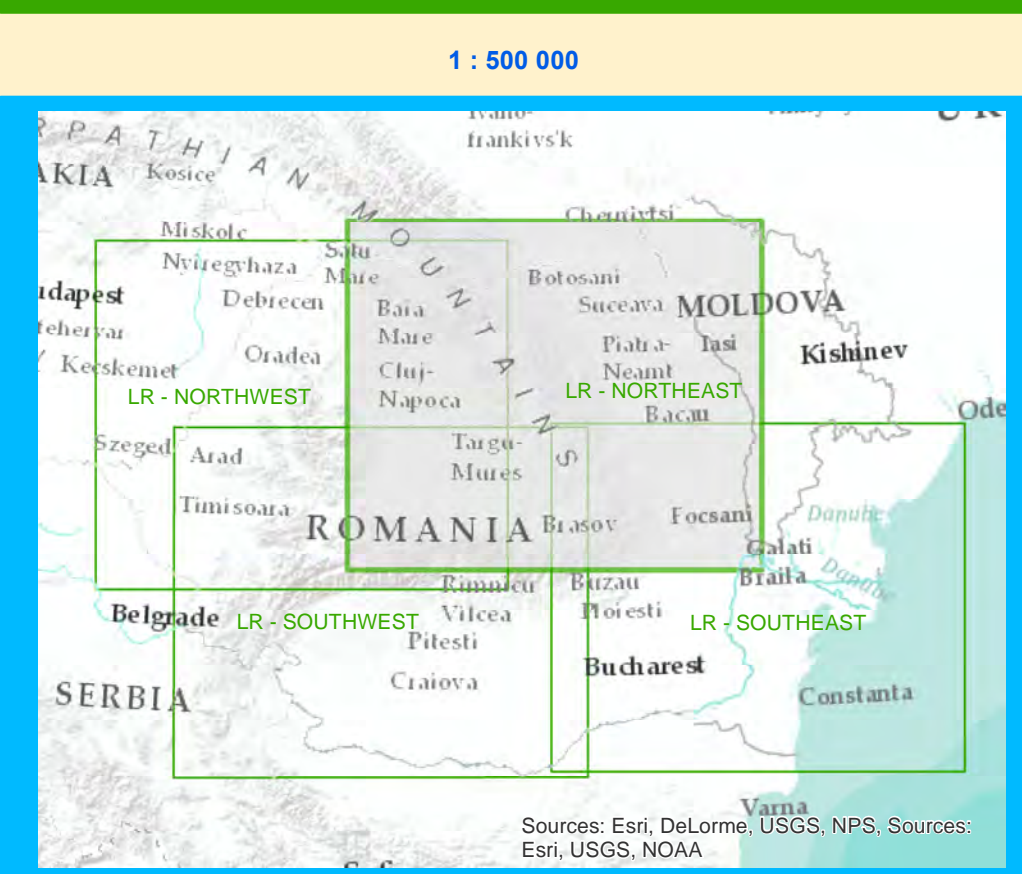 1 : 500 000
frankivs'k
CARPATHIAN MOUNTAINS
AKIA
Kosice
Chernivtsi
Miskolc
Satu
Mare
Nyiregyhaza
Botosani
udapest
Debrecen
Baia
Mare
Suceava
MOLDOVA
Piatra-
Neamt
Iasi
Kishinev
Kecskemet
Oradea
Cluj-
Napoca
LR - NORTHWEST
LR - NORTHEAST
Bacau
Ode
Szeged
Arad
Targu-
Mures
Timisoara
ROMANIA
Brasov
Focsani
Danube
Galati
Braila
Danube
Rimnicu
Vilcea
Buzau
Ploiesti
Belgrade
LR - SOUTHWEST
LR - SOUTHEAST
Pitesti
Bucharest
Craiova
SERBIA
Constanta
Varna
Sources: Esri, DeLorme, USGS, NPS, Sources:
Esri, USGS, NOAA